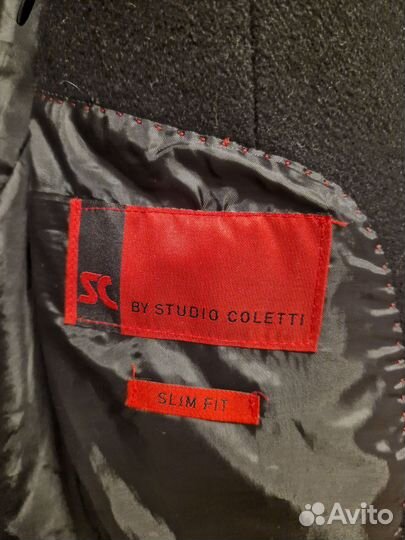 SC
BY STUDIO COLETTI
SLIM FIT
Avito